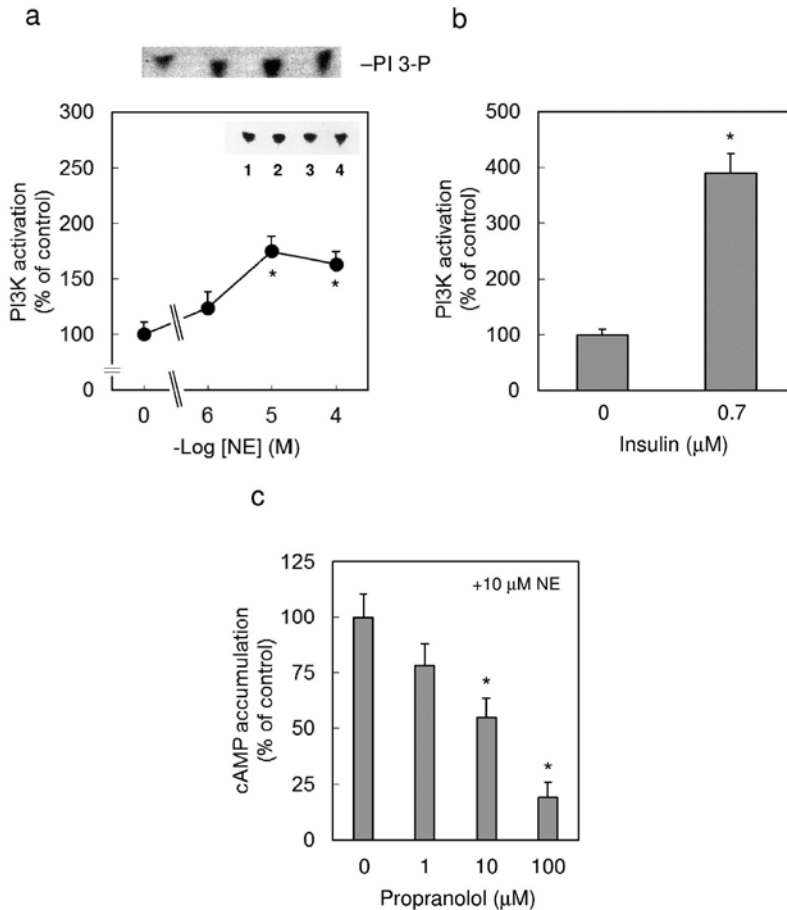 a
–PI 3-P
300
250
200
150
100
0
PI3K activation
(% of control)
1 2 3 4
*
*
0 6 5 4
-Log [NE] (M)
b
500
400
300
200
100
0
PI3K activation
(% of control)
*
0 0.7
Insulin (μM)
c
125
100
75
50
25
0
cAMP accumulation
(% of control)
+10 μM NE
*
*
0 1 10 100
Propranolol (μM)